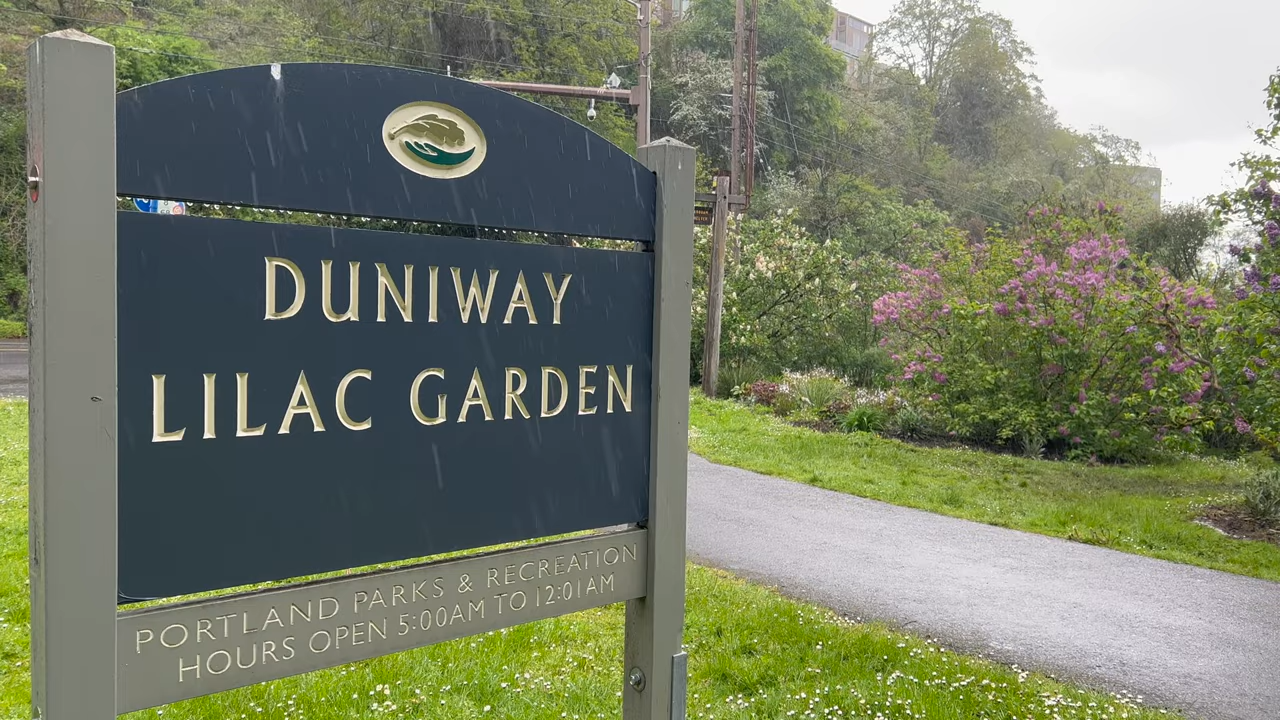 DUNIWAY
LILAC GARDEN
PORTLAND PARKS & RECREATION
HOURS OPEN 5:00AM TO 12:01AM